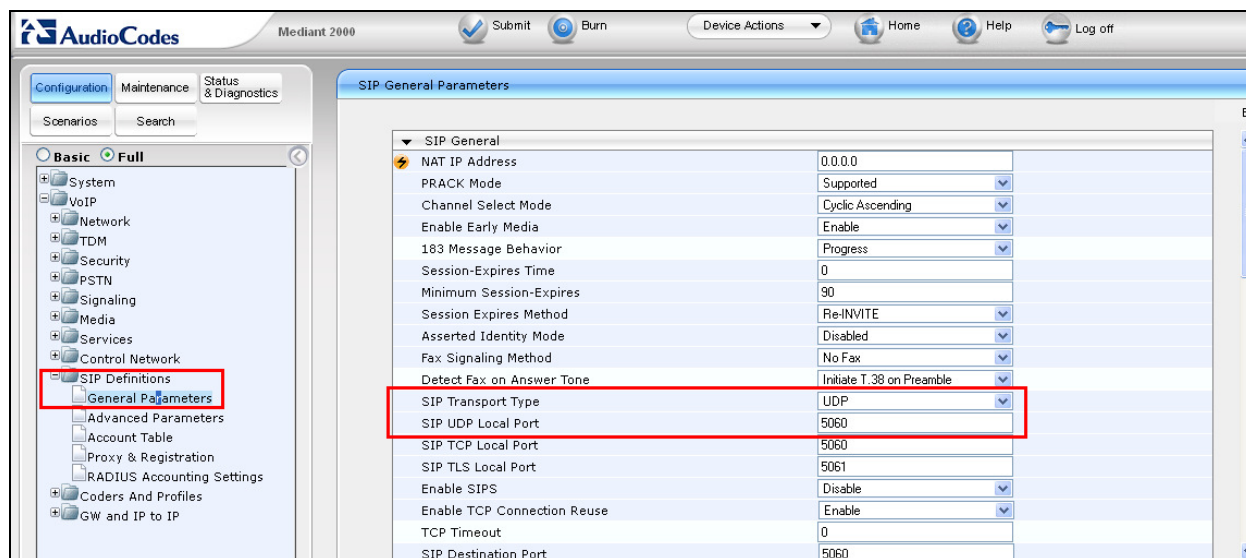 AudioCodes
Mediant 2000
Submit
Burn
Device Actions
Home
Help
Log off
Configuration
Maintenance
Status
& Diagnostics
Scenarios
Search
Basic
Full
System
VoIP
Network
TDM
Security
PSTN
Signaling
Media
Services
Control Network
SIP Definitions
General Parameters
Advanced Parameters
Account Table
Proxy & Registration
RADIUS Accounting Settings
Coders And Profiles
GW and IP to IP
SIP General Parameters
SIP General
NAT IP Address 0.0.0.0
PRACK Mode Supported
Channel Select Mode Cyclic Ascending
Enable Early Media Enable
183 Message Behavior Progress
Session-Expires Time 0
Minimum Session-Expires 90
Session Expires Method Re-INVITE
Asserted Identity Mode Disabled
Fax Signaling Method No Fax
Detect Fax on Answer Tone Initiate T.38 on Preamble
SIP Transport Type UDP
SIP UDP Local Port 5060
SIP TCP Local Port 5060
SIP TLS Local Port 5061
Enable SIPS Disable
Enable TCP Connection Reuse Enable
TCP Timeout 0
SIP Destination Port 5060